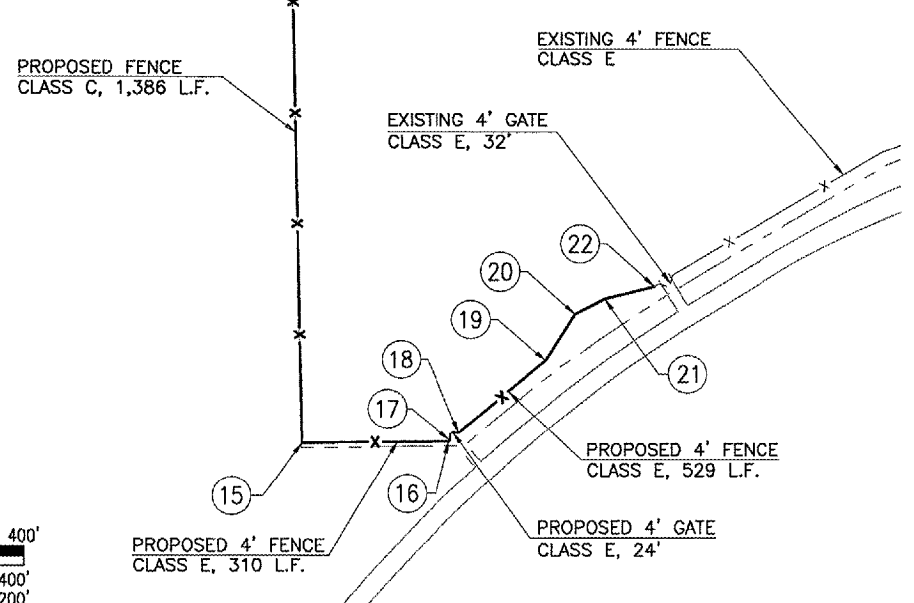 EXISTING 4' FENCE
CLASS E
PROPOSED FENCE
CLASS C, 1,386 L.F.
EXISTING 4' GATE
CLASS E, 32'
22
20
19
18
21
17
15
16
PROPOSED 4' FENCE
CLASS E, 529 L.F.
PROPOSED 4' GATE
CLASS E, 24'
PROPOSED 4' FENCE
CLASS E, 310 L.F.
400'
400'
200'